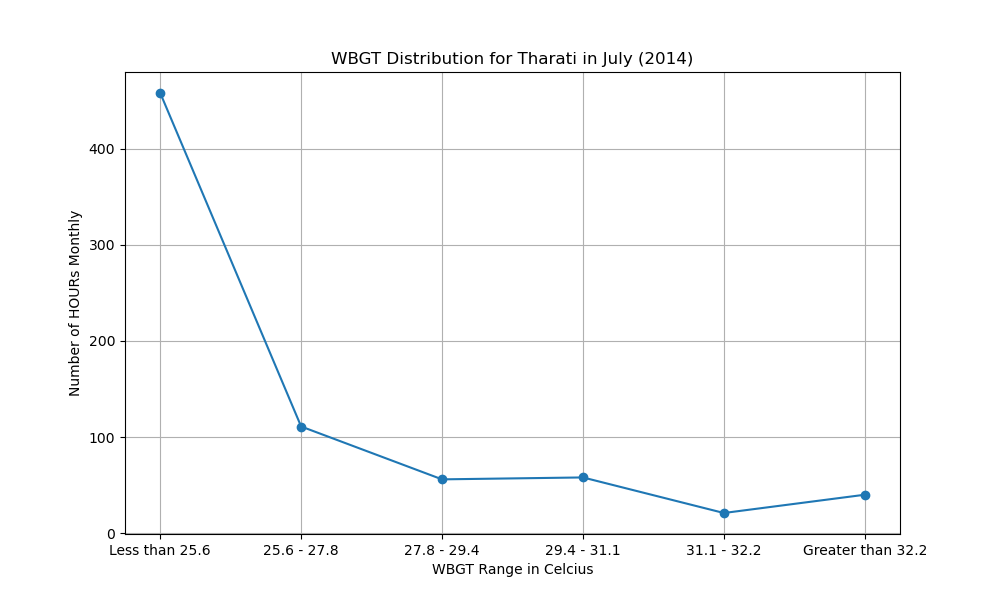 WBGT Distribution for Tharati in July (2014)
Number of HOURs Monthly
400
300
200
100
0
Less than 25.6
25.6 - 27.8
27.8 - 29.4
29.4 - 31.1
31.1 - 32.2
Greater than 32.2
WBGT Range in Celcius